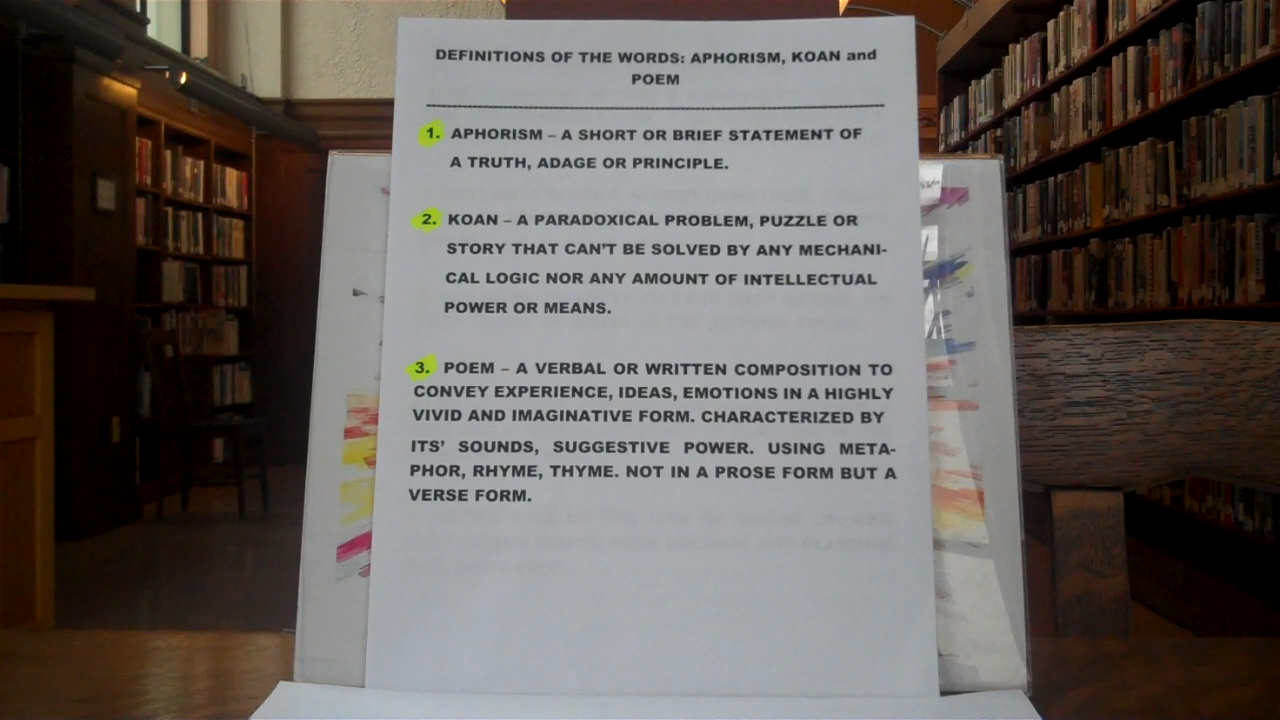 DEFINITIONS OF THE WORDS: APHORISM, KOAN and
POEM
1. APHORISM – A SHORT OR BRIEF STATEMENT OF
A TRUTH, ADAGE OR PRINCIPLE.
2. KOAN – A PARADOXICAL PROBLEM, PUZZLE OR
STORY THAT CAN'T BE SOLVED BY ANY MECHANI-
CAL LOGIC NOR ANY AMOUNT OF INTELLECTUAL
POWER OR MEANS.
3. POEM – A VERBAL OR WRITTEN COMPOSITION TO
CONVEY EXPERIENCE, IDEAS, EMOTIONS IN A HIGHLY
VIVID AND IMAGINATIVE FORM. CHARACTERIZED BY
ITS' SOUNDS, SUGGESTIVE POWER. USING META-
PHOR, RHYME, THYME. NOT IN A PROSE FORM BUT A
VERSE FORM.